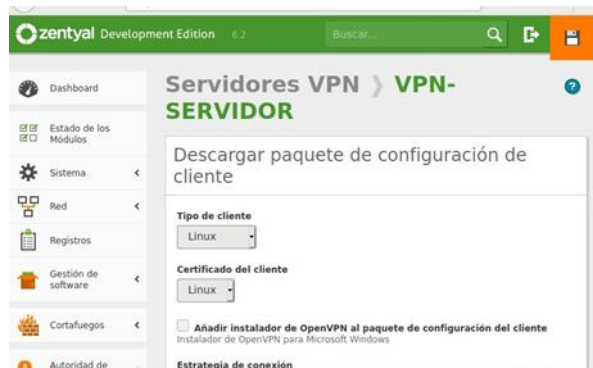 zentyal Development Edition 6.2
Buscar...
Dashboard
Estado de los
Módulos
Sistema
Red
Registros
Gestión de
software
Cortafuegos
Autoridad de
Servidores VPN VPN-
SERVIDOR
Descargar paquete de configuración de
cliente
Tipo de cliente
Linux
Certificado del cliente
Linux
Añadir instalador de OpenVPN al paquete de configuración del cliente
Instalador de OpenVPN para Microsoft Windows
Estrategia de conexión